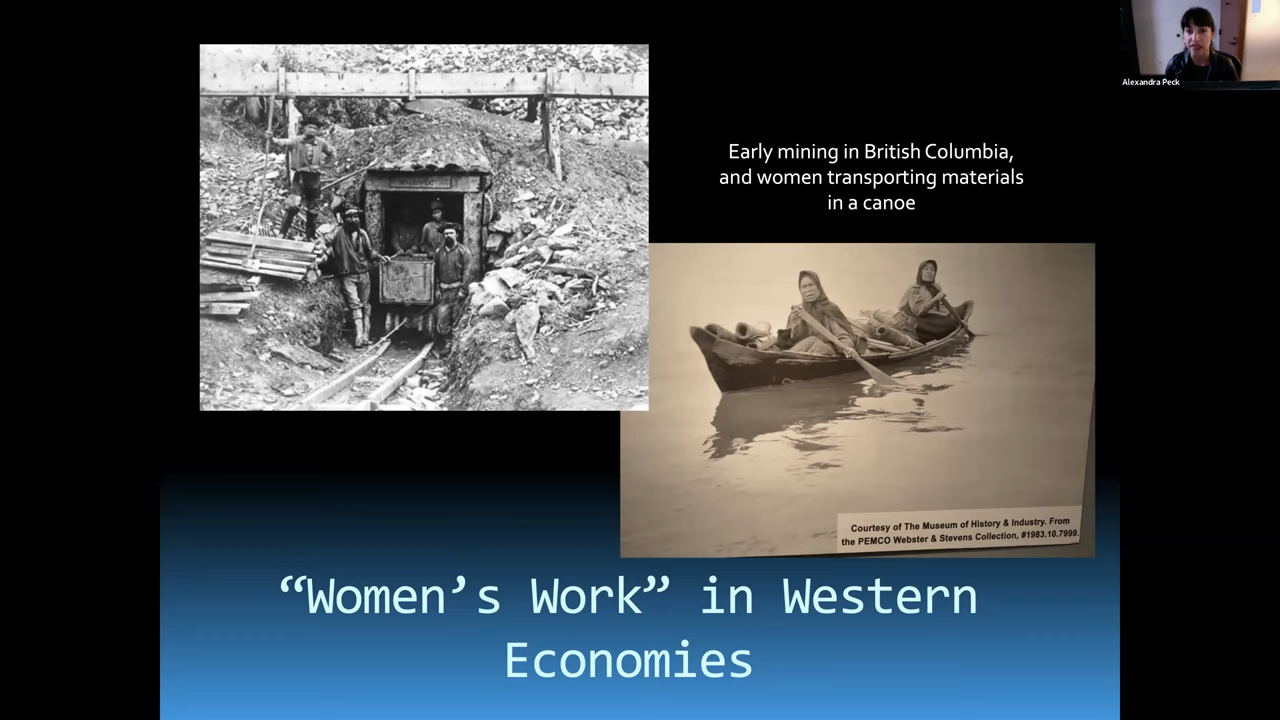 Alexandra Peck
Early mining in British Columbia,
and women transporting materials
in a canoe
Courtesy of The Museum of History & Industry. From
the PEMCO Webster & Stevens Collection, #1983.10.7999.
“Women’s Work” in Western
Economies